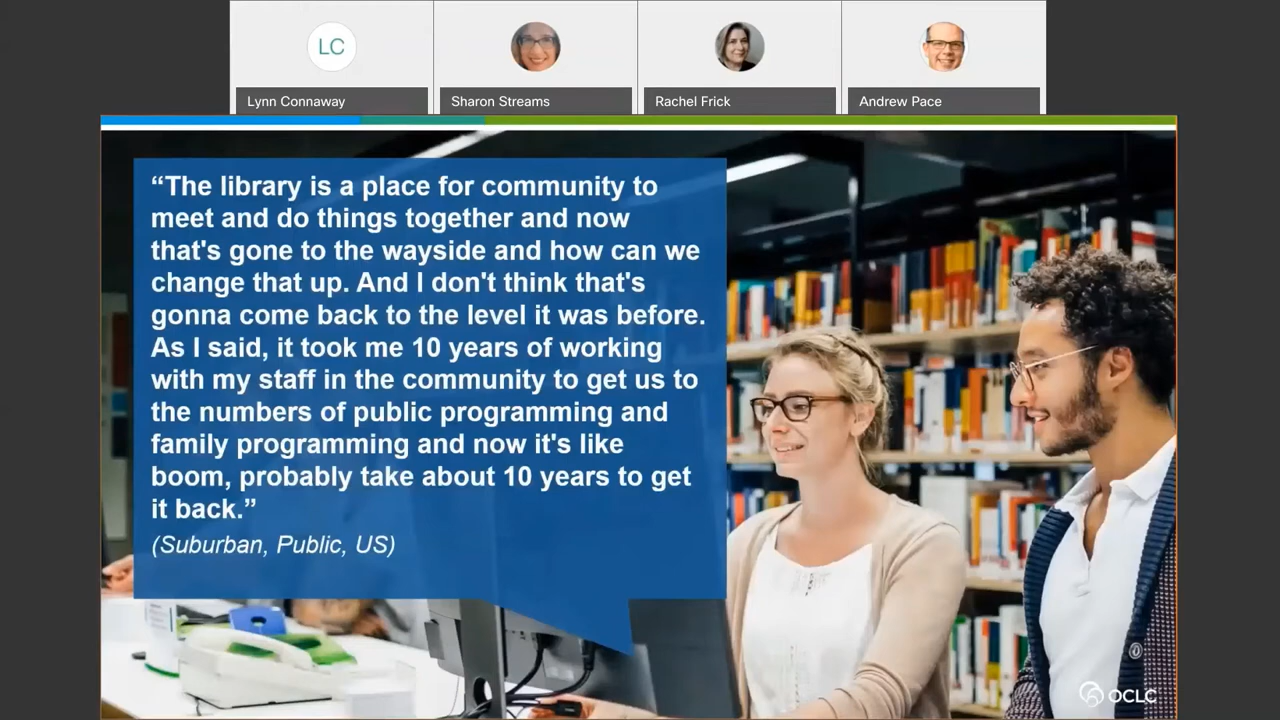 LC
Lynn Connaway
Sharon Streams
Rachel Frick
Andrew Pace
“The library is a place for community to
meet and do things together and now
that's gone to the wayside and how can we
change that up. And I don't think that's
gonna come back to the level it was before.
As I said, it took me 10 years of working
with my staff in the community to get us to
the numbers of public programming and
family programming and now it's like
boom, probably take about 10 years to get
it back.”
(Suburban, Public, US)
OCLC